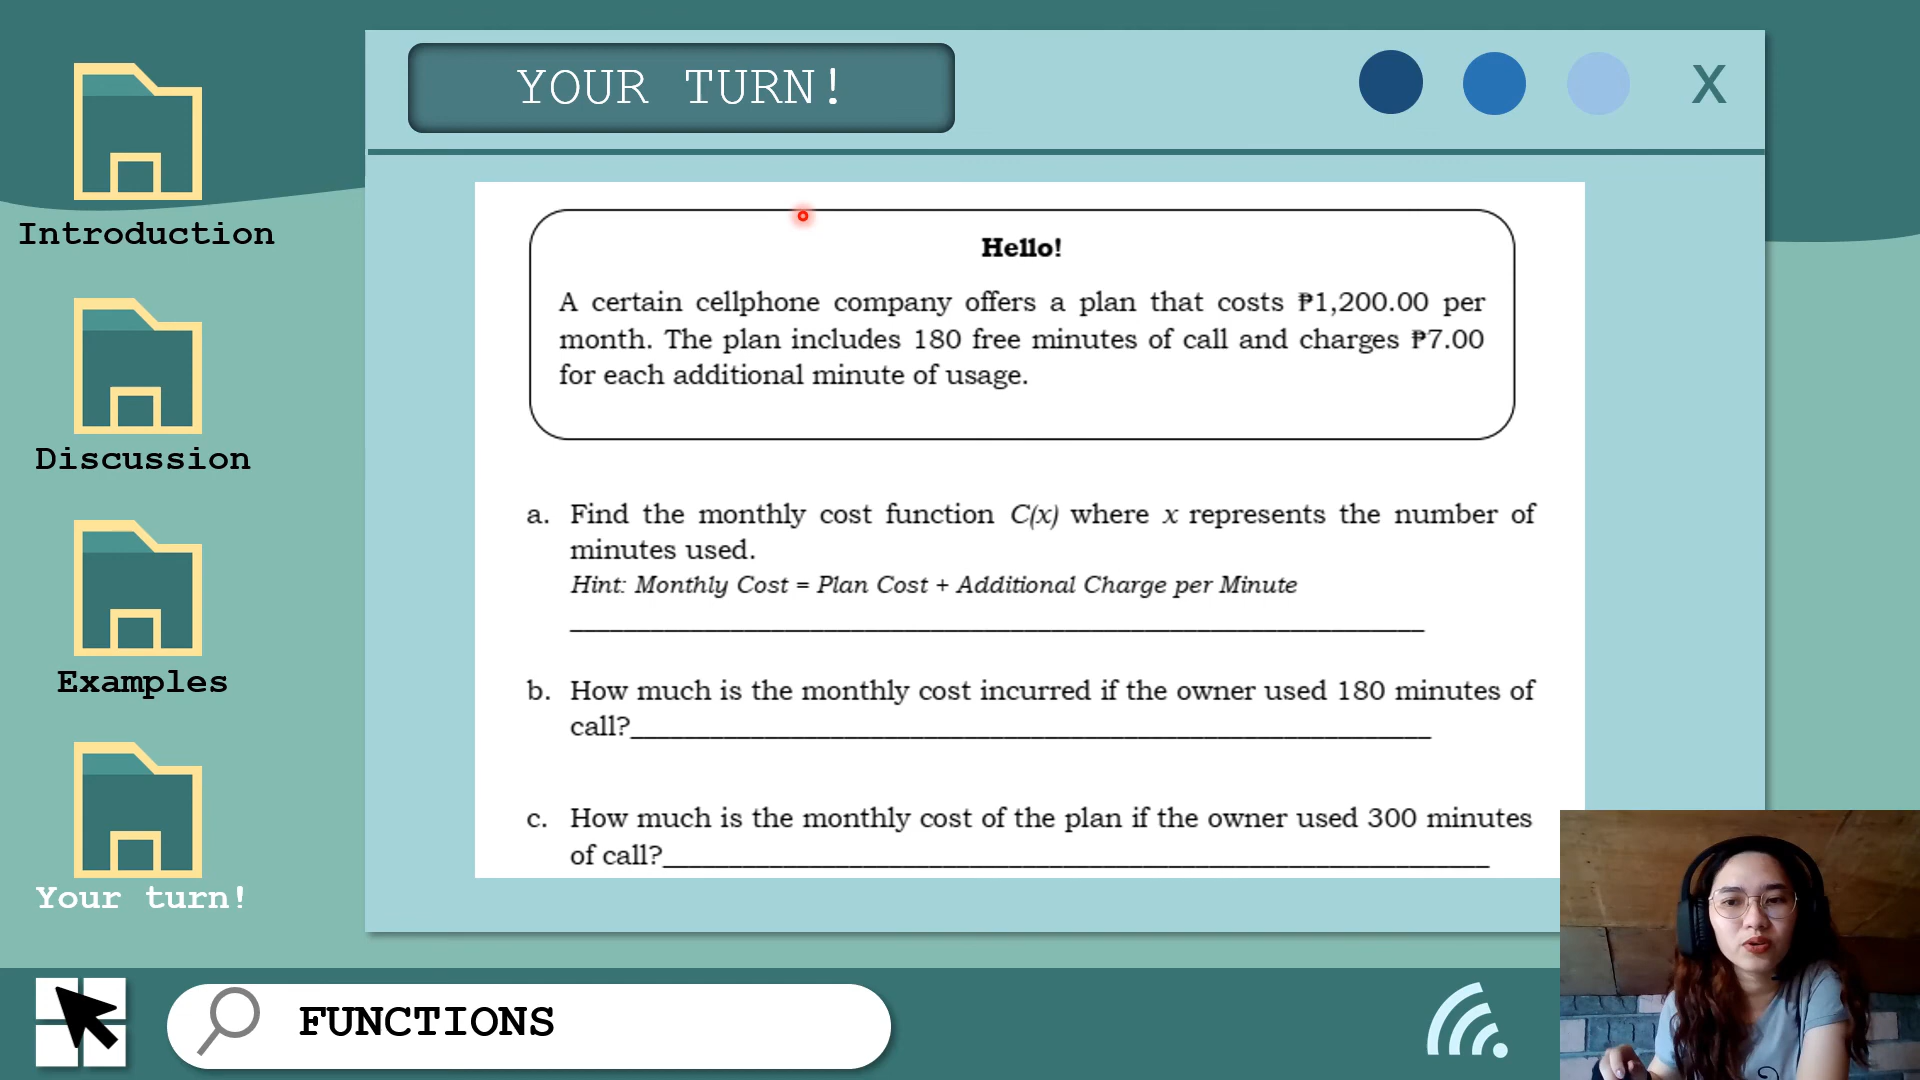 YOUR TURN!
X
Introduction
Discussion
Examples
Your turn!
Hello!
A certain cellphone company offers a plan that costs ₱1,200.00 per
month. The plan includes 180 free minutes of call and charges ₱7.00
for each additional minute of usage.
a. Find the monthly cost function C(x) where x represents the number of
minutes used.
Hint: Monthly Cost = Plan Cost + Additional Charge per Minute
b. How much is the monthly cost incurred if the owner used 180 minutes of
call?
c. How much is the monthly cost of the plan if the owner used 300 minutes
of call?
FUNCTIONS